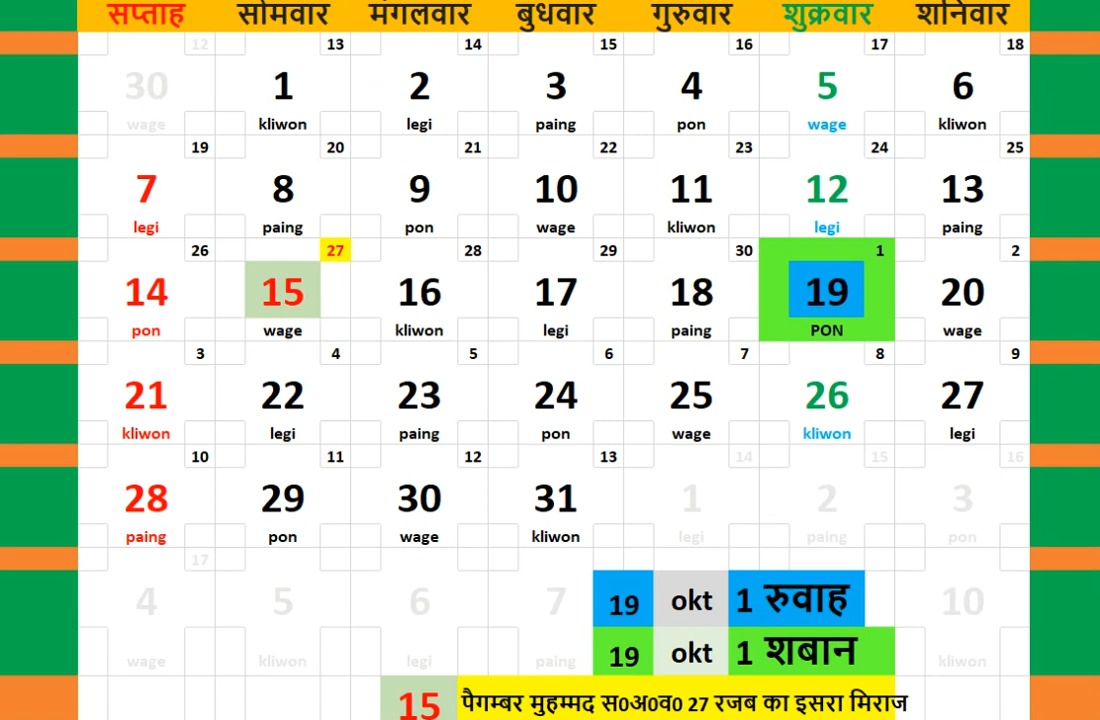 सप्ताह सोमवार मंगलवार बुधवार गुरुवार शुक्रवार शनिवार
12 13 14 15 16 17 18
30 1 2 3 4 5 6
wage kliwon legi paing pon wage kliwon
19 20 21 22 23 24 25
7 8 9 10 11 12 13
legi paing pon wage kliwon legi paing
26 27 28 29 30 1 2
14 15 16 17 18 19 20
pon wage kliwon legi paing PON wage
3 4 5 6 7 8 9
21 22 23 24 25 26 27
kliwon legi paing pon wage kliwon legi
10 11 12 13 14 15 16
28 29 30 31 1 2 3
paing pon wage kliwon legi paing pon
17
4 5 6 7 19 okt 1 रुवाह 10
wage kliwon legi paing 19 okt 1 शबान kliwon
15 पैगम्बर मुहम्मद स0अ0व0 27 रजब का इसरा मिराज